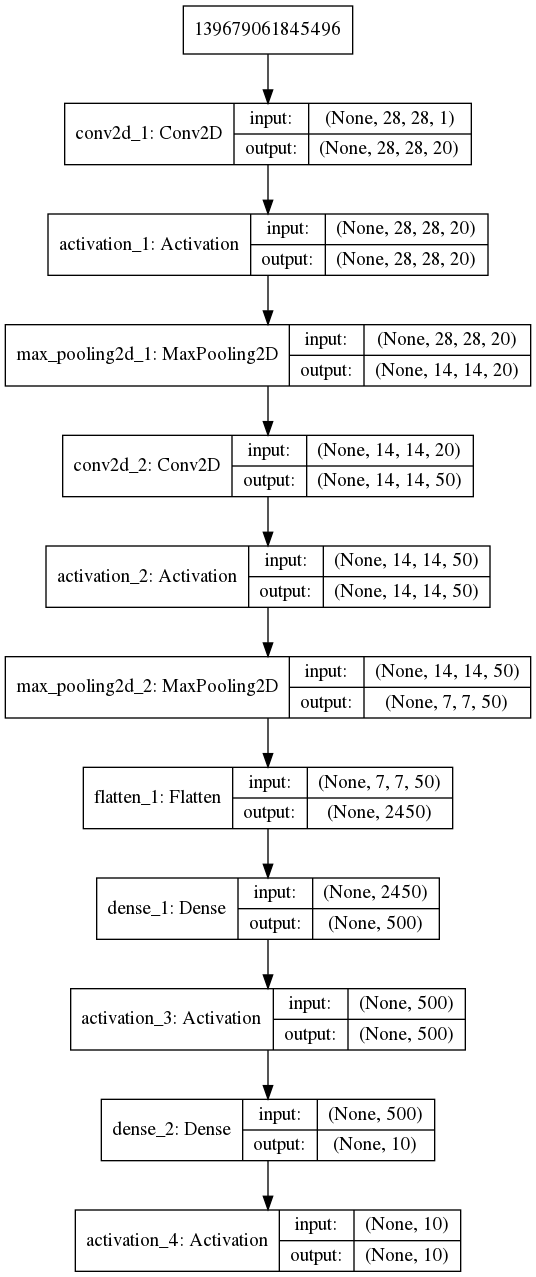 139679061845496
conv2d_1: Conv2D
input: (None, 28, 28, 1)
output: (None, 28, 28, 20)
activation_1: Activation
input: (None, 28, 28, 20)
output: (None, 28, 28, 20)
max_pooling2d_1: MaxPooling2D
input: (None, 28, 28, 20)
output: (None, 14, 14, 20)
conv2d_2: Conv2D
input: (None, 14, 14, 20)
output: (None, 14, 14, 50)
activation_2: Activation
input: (None, 14, 14, 50)
output: (None, 14, 14, 50)
max_pooling2d_2: MaxPooling2D
input: (None, 14, 14, 50)
output: (None, 7, 7, 50)
flatten_1: Flatten
input: (None, 7, 7, 50)
output: (None, 2450)
dense_1: Dense
input: (None, 2450)
output: (None, 500)
activation_3: Activation
input: (None, 500)
output: (None, 500)
dense_2: Dense
input: (None, 500)
output: (None, 10)
activation_4: Activation
input: (None, 10)
output: (None, 10)